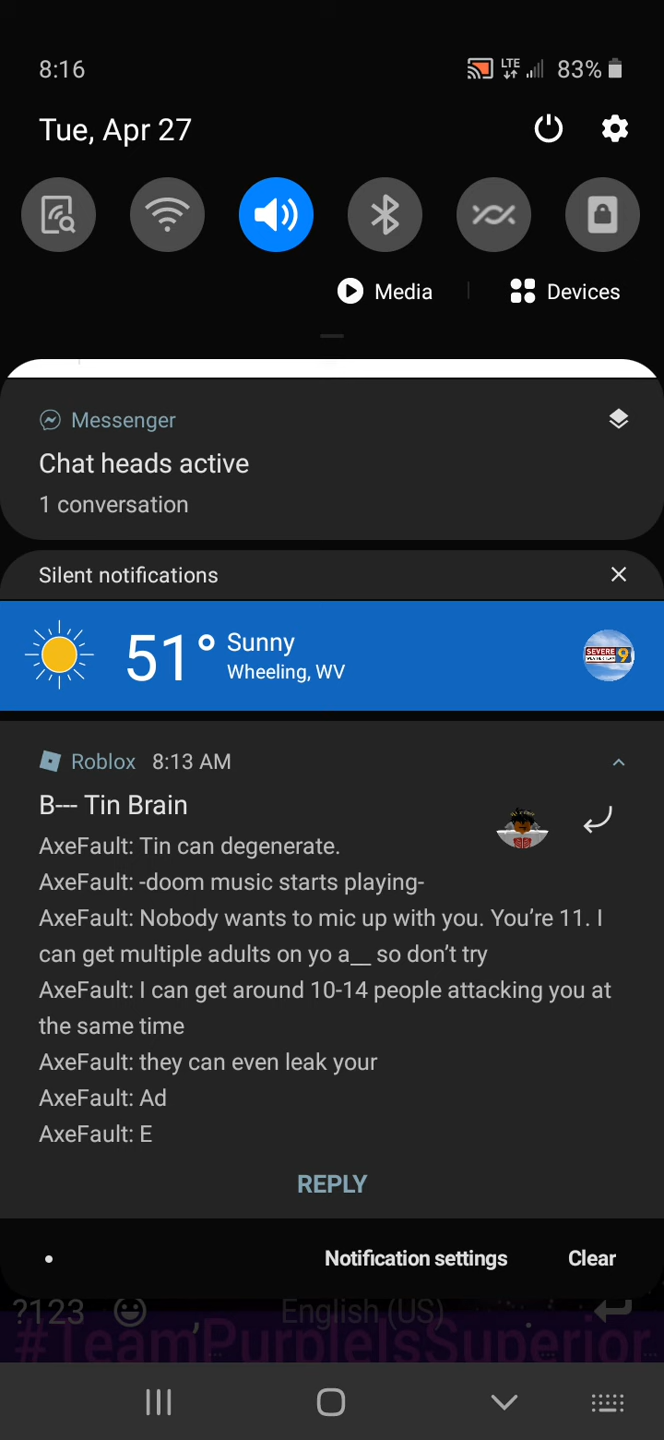 8:16 LTE 83%
Tue, Apr 27
Media Devices
Messenger
Chat heads active
1 conversation
Silent notifications
51° Sunny
Wheeling, WV
SEVERE 9
Roblox 8:13 AM
B--- Tin Brain
AxeFault: Tin can degenerate.
AxeFault: -doom music starts playing-
AxeFault: Nobody wants to mic up with you. You’re 11. I
can get multiple adults on yo a__ so don’t try
AxeFault: I can get around 10-14 people attacking you at
the same time
AxeFault: they can even leak your
AxeFault: Ad
AxeFault: E
REPLY
Notification settings Clear
?123 , English (US) .
#TeamPurpleIsSuperior